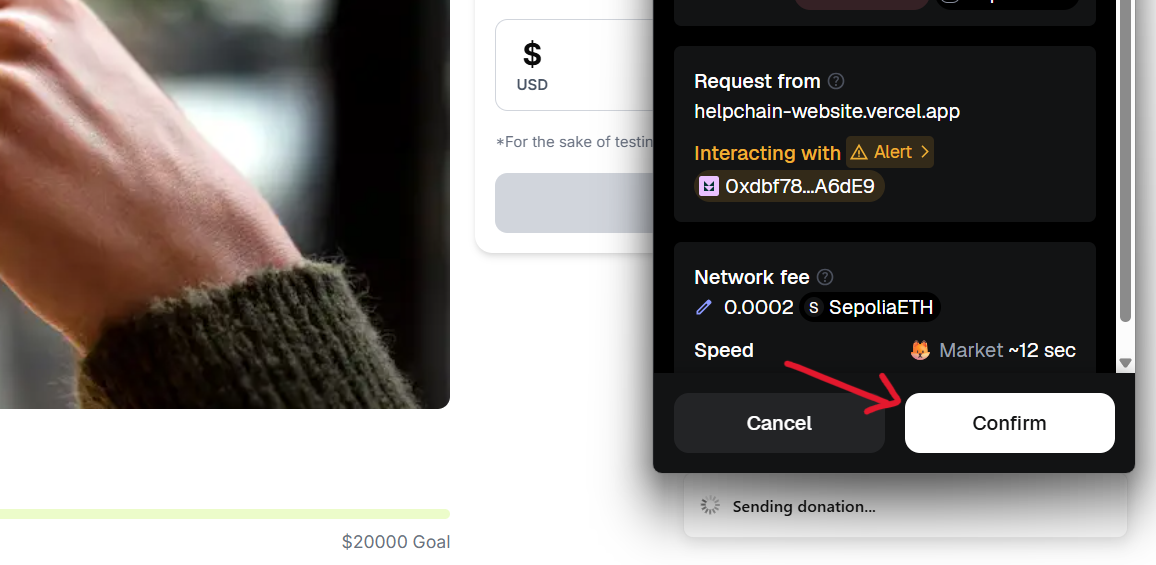 $
USD
*For the sake of testin
Request from
helpchain-website.vercel.app
Interacting with Alert >
0xdbf78...A6dE9
Network fee
0.0002 S SepoliaETH
Speed Market ~12 sec
Cancel Confirm
Sending donation...
$20000 Goal